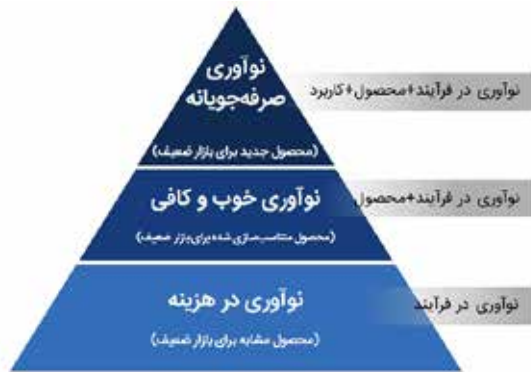 نوآوری
صرفه‌جویانه
(محصول جدید برای بازار ضعیف)
نوآوری در فرآیند+محصول+کاربرد
نوآوری خوب و کافی
(محصول متناسب‌سازی شده برای بازار ضعیف)
نوآوری در فرآیند+محصول
نوآوری در هزینه
(محصول مشابه برای بازار ضعیف)
نوآوری در فرآیند